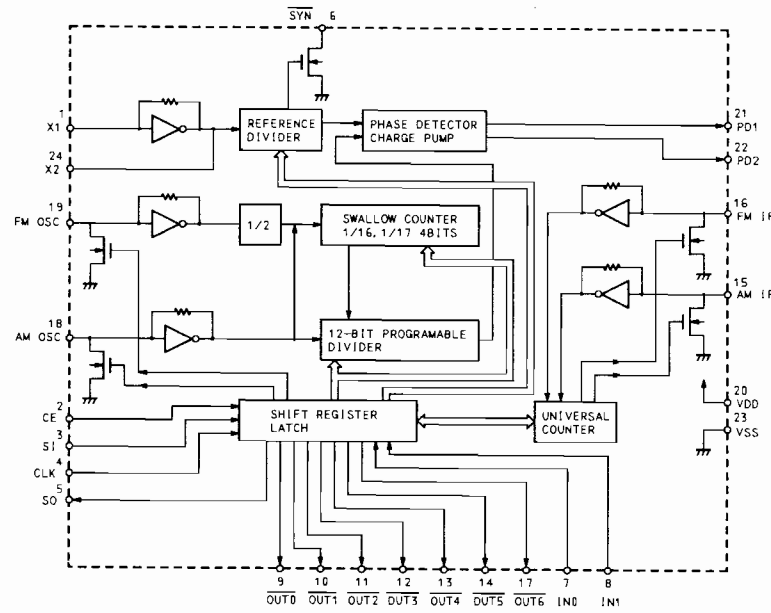 SYN 6
1
X1
24
X2
REFERENCE
DIVIDER
PHASE DETECTOR
CHARGE PUMP
21
PD1
22
PD2
19
FM OSC
1/2
SWALLOW COUNTER
1/16, 1/17 4BITS
16
FM IF
15
AM IF
18
AM OSC
12-BIT PROGRAMABLE
DIVIDER
2
CE
3
SI
4
CLK
5
SO
SHIFT REGISTER
LATCH
UNIVERSAL
COUNTER
20
VDD
23
VSS
9 10 11 12 13 14 17 7 8
OUT0 OUT1 OUT2 OUT3 OUT4 OUT5 OUT6 IN0 IN1